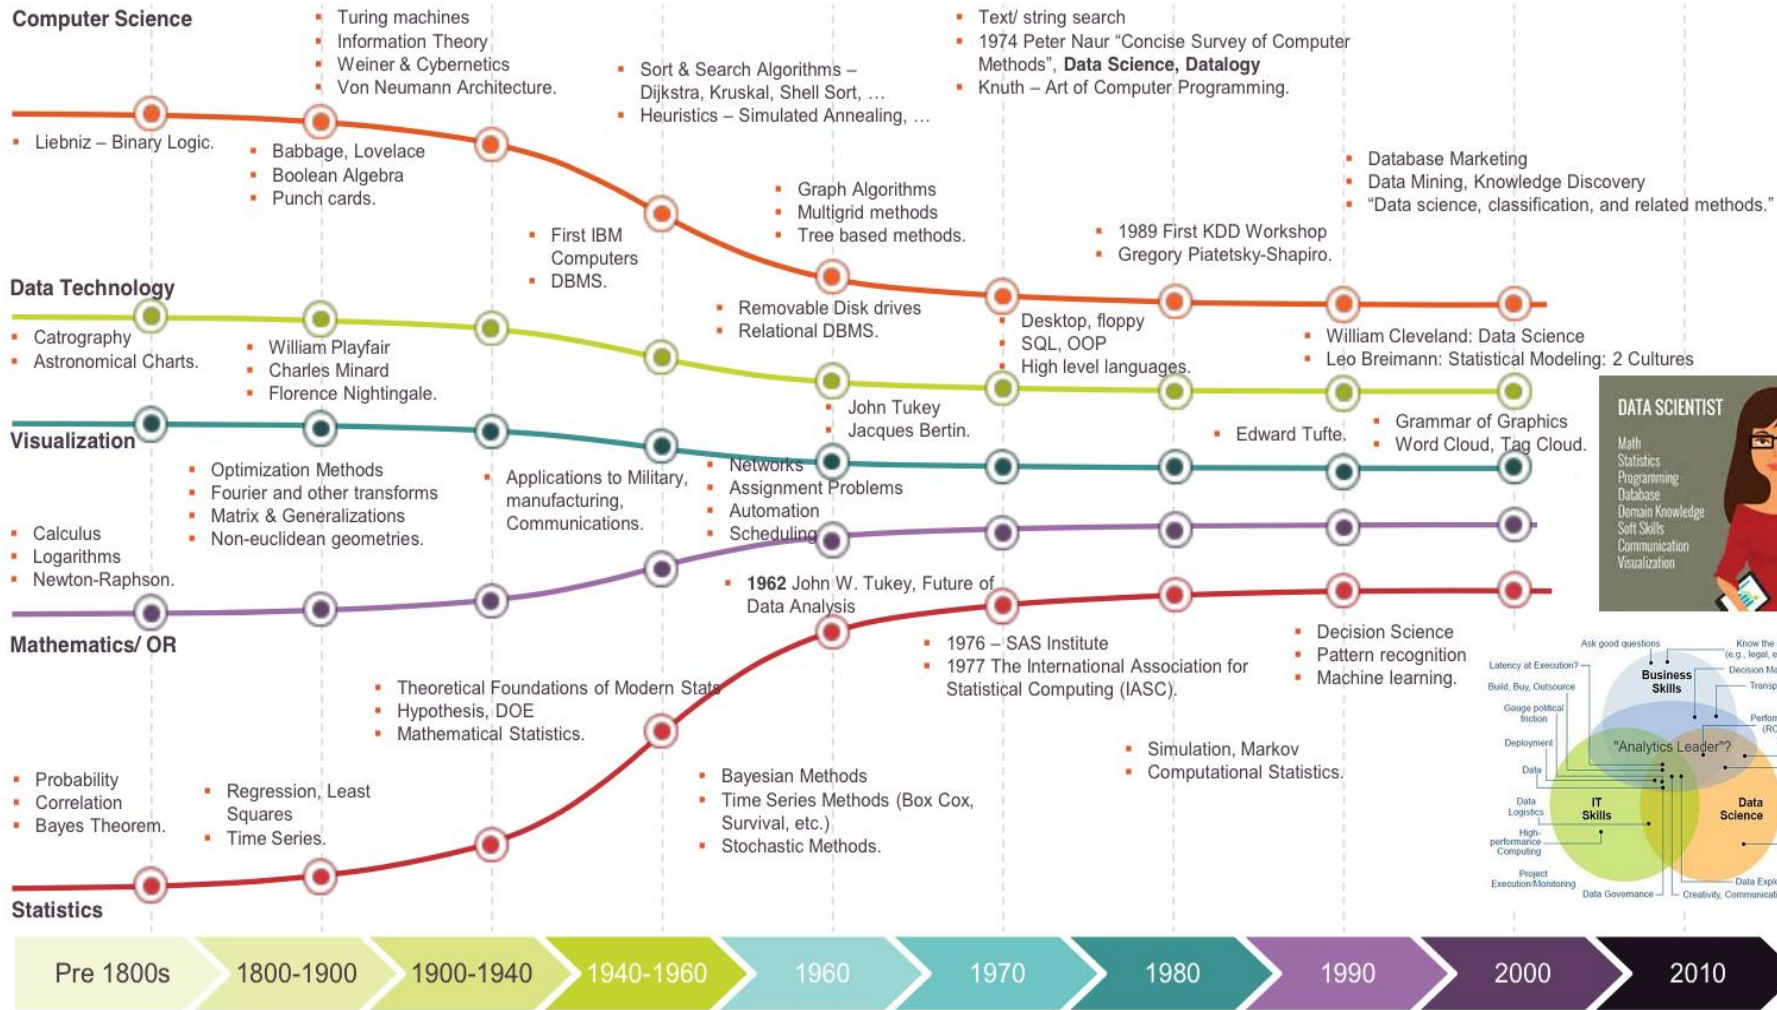 Computer Science
Turing machines
Information Theory
Weiner & Cybernetics
Von Neumann Architecture.
Sort & Search Algorithms –
Dijkstra, Kruskal, Shell Sort, …
Heuristics – Simulated Annealing, …
Text/ string search
1974 Peter Naur “Concise Survey of Computer
Methods”, Data Science, Datalogy
Knuth – Art of Computer Programming.
Liebniz – Binary Logic.
Babbage, Lovelace
Boolean Algebra
Punch cards.
First IBM
Computers
DBMS.
Graph Algorithms
Multigrid methods
Tree based methods.
1989 First KDD Workshop
Gregory Piatetsky-Shapiro.
Database Marketing
Data Mining, Knowledge Discovery
“Data science, classification, and related methods.”
Data Technology
Catrography
Astronomical Charts.
William Playfair
Charles Minard
Florence Nightingale.
Removable Disk drives
Relational DBMS.
Desktop, floppy
SQL, OOP
High level languages.
William Cleveland: Data Science
Leo Breimann: Statistical Modeling: 2 Cultures
Visualization
John Tukey
Jacques Bertin.
Edward Tufte.
Grammar of Graphics
Word Cloud, Tag Cloud.
DATA SCIENTIST
Math
Statistics
Programming
Database
Domain Knowledge
Soft Skills
Communication
Visualization
Calculus
Logarithms
Newton-Raphson.
Optimization Methods
Fourier and other transforms
Matrix & Generalizations
Non-euclidean geometries.
Applications to Military,
manufacturing,
Communications.
Networks
Assignment Problems
Automation
Scheduling
Mathematics/ OR
1962 John W. Tukey, Future of
Data Analysis
1976 – SAS Institute
1977 The International Association for
Statistical Computing (IASC).
Decision Science
Pattern recognition
Machine learning.
Theoretical Foundations of Modern Stats
Hypothesis, DOE
Mathematical Statistics.
Probability
Correlation
Bayes Theorem.
Regression, Least
Squares
Time Series.
Bayesian Methods
Time Series Methods (Box Cox,
Survival, etc.)
Stochastic Methods.
Simulation, Markov
Computational Statistics.
Statistics
Ask good questions
Know the
(e.g., legal, e
Latency at Execution?
Decision Ma
Business
Skills
Build, Buy, Outsource
Transp
Gauge political
friction
Perfor
(RO
Deployment
"Analytics Leader"?
Data
Data
Logistics
IT
Skills
Data
Science
High-
performance
Computing
Project
Execution/Monitoring
Data Explo
Data Governance
Creativity, Communicat
Pre 1800s
1800-1900
1900-1940
1940-1960
1960
1970
1980
1990
2000
2010